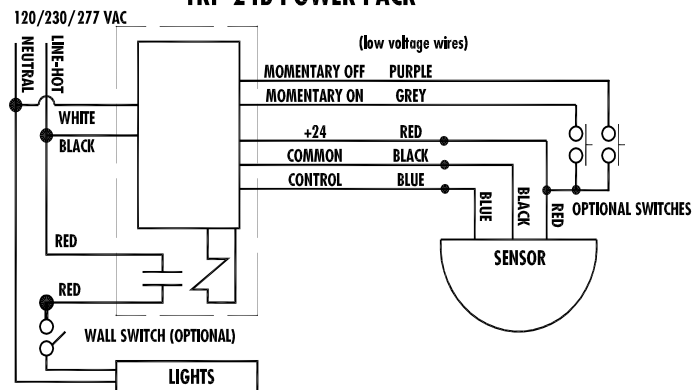 120/230/277 VAC
NEUTRAL
LINE-HOT
(low voltage wires)
MOMENTARY OFF PURPLE
MOMENTARY ON GREY
WHITE
BLACK
+24 RED
COMMON BLACK
CONTROL BLUE
BLUE
BLACK
RED
OPTIONAL SWITCHES
RED
SENSOR
RED
WALL SWITCH (OPTIONAL)
LIGHTS